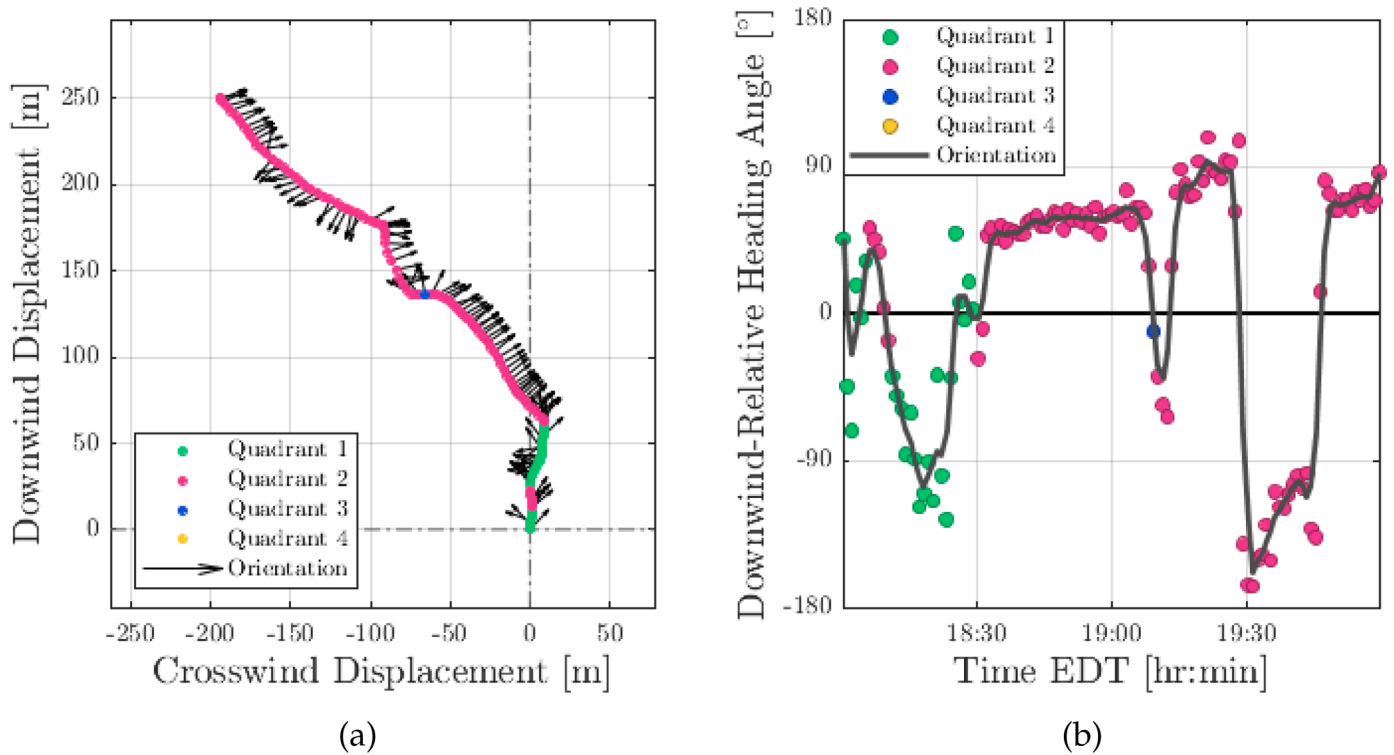 Downwind Displacement [m]
250
200
150
100
50
0
Quadrant 1
Quadrant 2
Quadrant 3
Quadrant 4
Orientation
-250
-200
-150
-100
-50
0
50
Crosswind Displacement [m]
(a)
Downwind-Relative Heading Angle [°]
180
90
0
-90
-180
Quadrant 1
Quadrant 2
Quadrant 3
Quadrant 4
Orientation
18:30
19:00
19:30
Time EDT [hr:min]
(b)